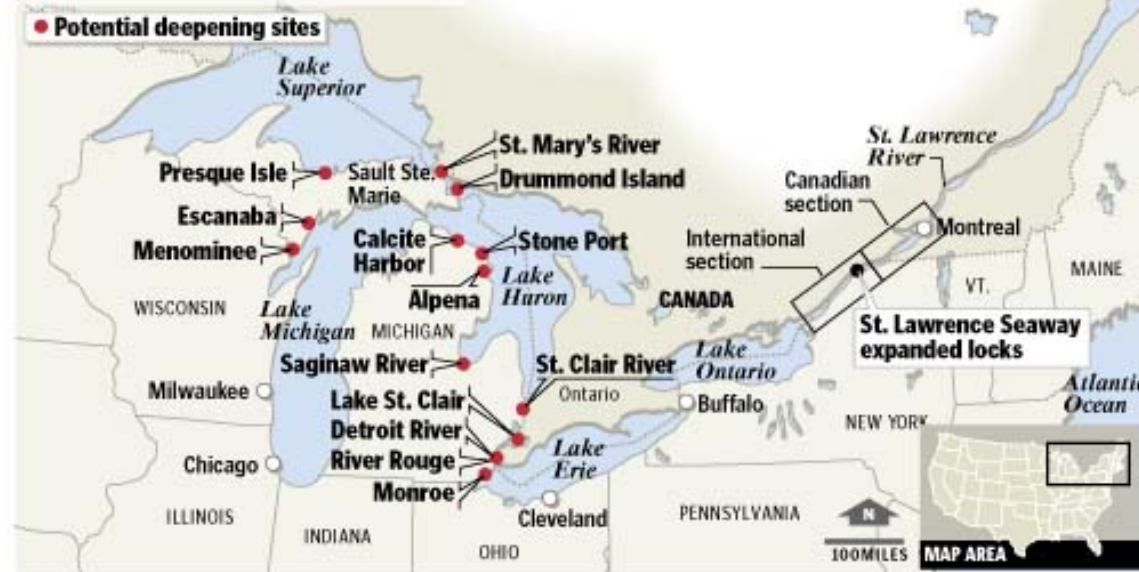 Potential deepening sites
Lake
Superior
St. Lawrence
River
St. Mary's River
Presque Isle
Sault Ste.
Marie
Drummond Island
Canadian
section
Escanaba
Montreal
Menominee
Calcite
Harbor
Stone Port
International
section
Lake
Huron
MAINE
VT.
Alpena
CANADA
WISCONSIN
Lake
Michigan
MICHIGAN
St. Lawrence Seaway
expanded locks
Saginaw River
St. Clair River
Lake
Ontario
Milwaukee
Lake St. Clair
Ontario
Buffalo
Atlantic
Ocean
Detroit River
NEW YORK
River Rouge
Lake
Erie
Chicago
Monroe
Cleveland
ILLINOIS
INDIANA
OHIO
PENNSYLVANIA
N
100MILES
MAP AREA